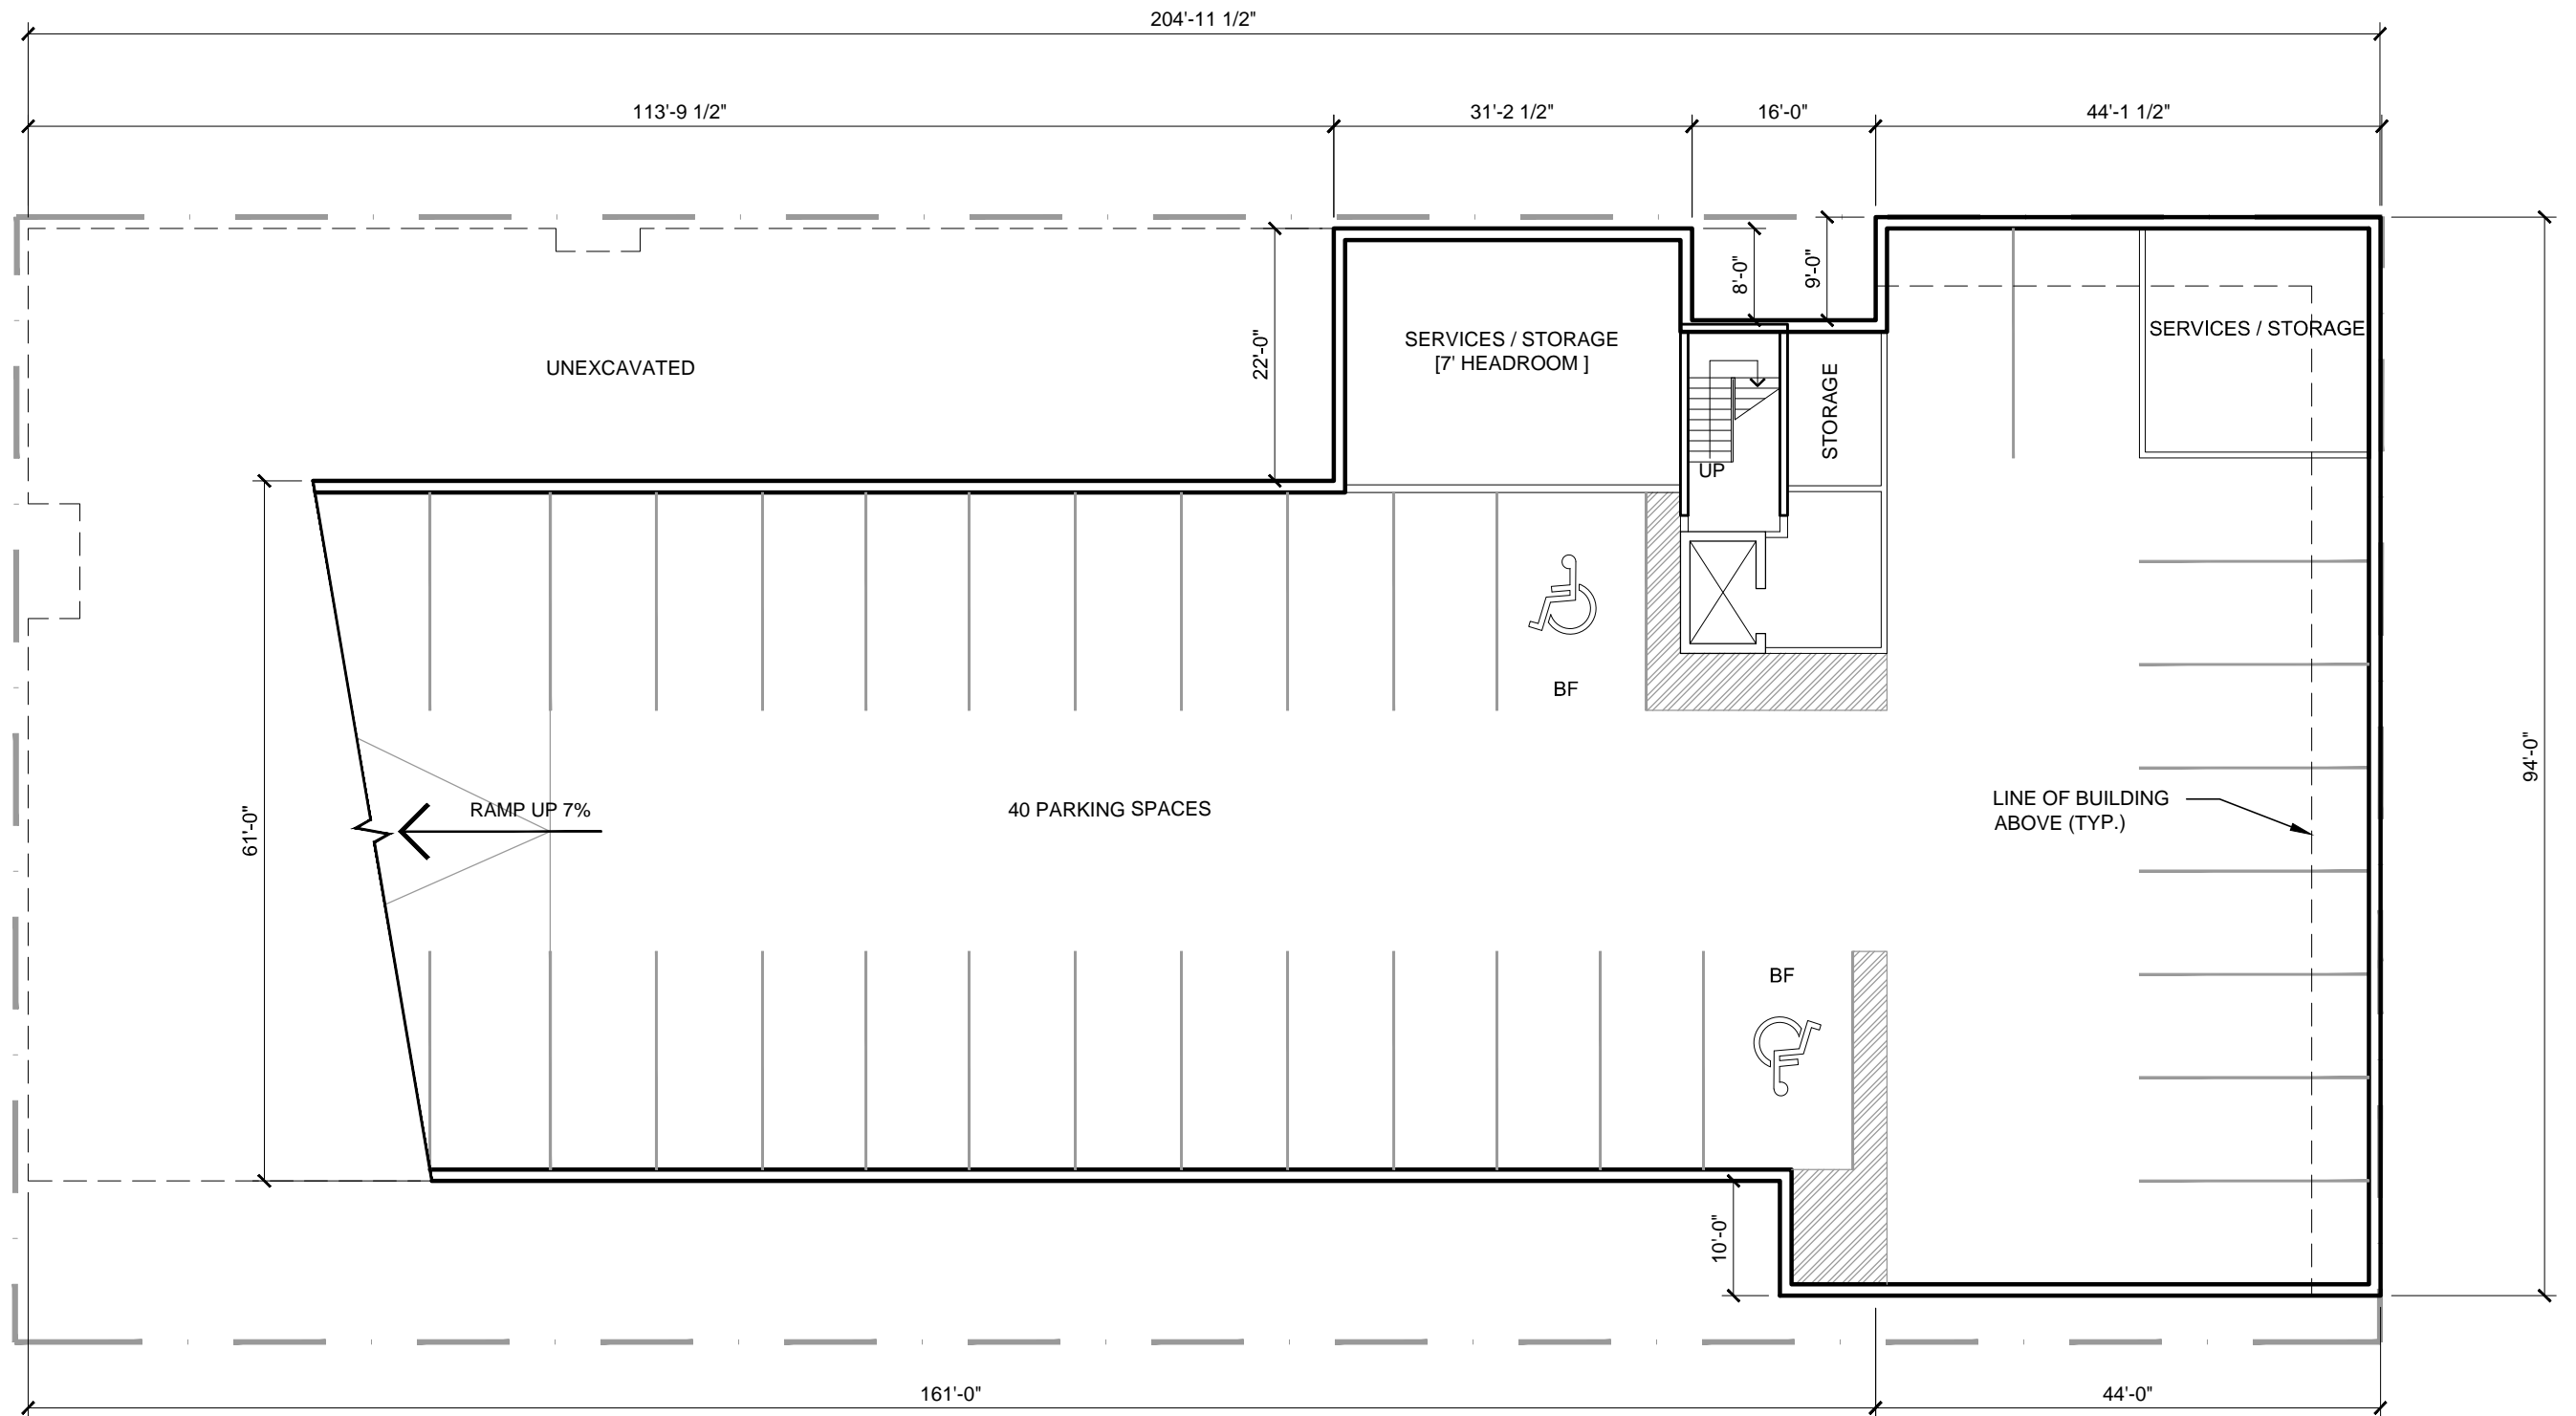 204'-11 1/2"
113'-9 1/2"
31'-2 1/2"
16'-0"
44'-1 1/2"
8'-0"
9'-0"
22'-0"
UNEXCAVATED
SERVICES / STORAGE
[7' HEADROOM ]
STORAGE
SERVICES / STORAGE
UP
BF
61'-0"
RAMP UP 7%
40 PARKING SPACES
LINE OF BUILDING
ABOVE (TYP.)
94'-0"
BF
10'-0"
161'-0"
44'-0"